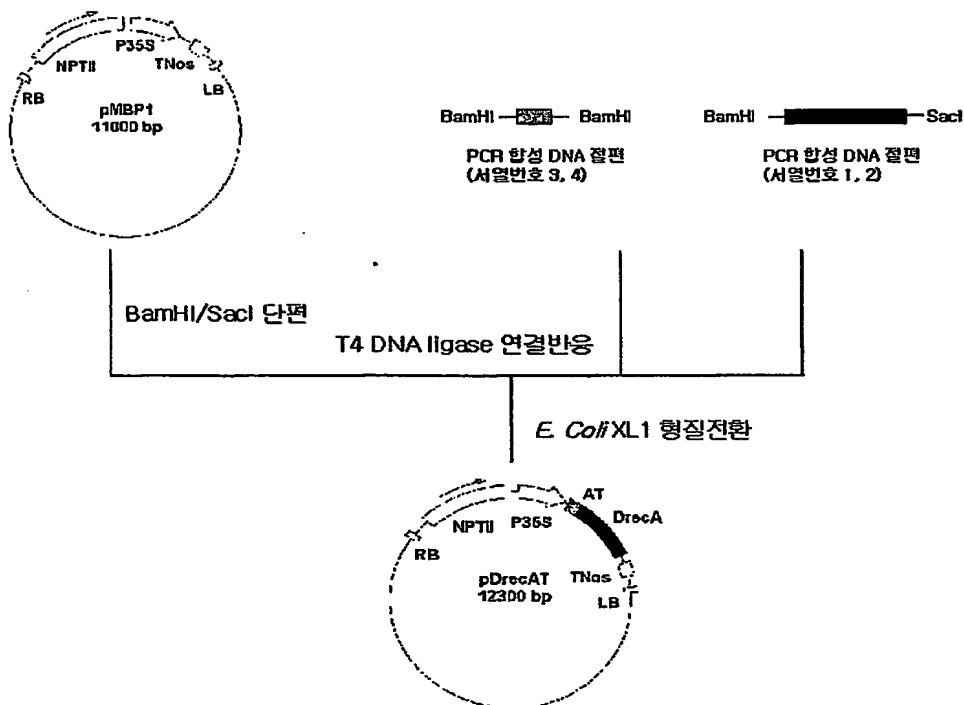 P35S
NPTII
TNos
RB
LB
pMBP1
11000 bp
BamHI
BamHI
PCR 합성 DNA 절편
(서열번호 3, 4)
BamHI
SacI
PCR 합성 DNA 절편
(서열번호 1, 2)
BamHI/SacI 단편
T4 DNA ligase 연결반응
E. Coli XL1 형질전환
AT
DrecA
P35S
NPTII
RB
TNos
LB
pDrecAT
12300 bp